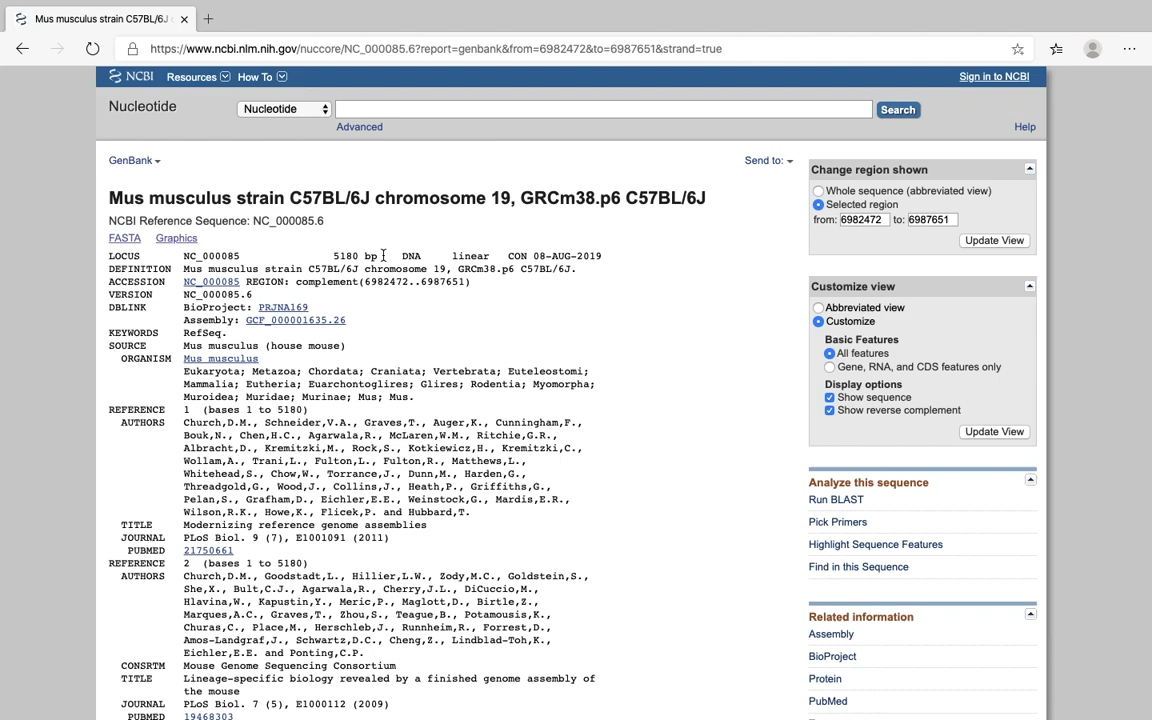 Mus musculus strain C57BL/6J
https://www.ncbi.nlm.nih.gov/nuccore/NC_000085.6?report=genbank&from=6982472&to=6987651&strand=true
NCBI Resources How To Sign in to NCBI
Nucleotide Nucleotide Search
Advanced Help
GenBank Send to:
Mus musculus strain C57BL/6J chromosome 19, GRCm38.p6 C57BL/6J
NCBI Reference Sequence: NC_000085.6
FASTA Graphics
LOCUS NC_000085 5180 bp DNA linear CON 08-AUG-2019
DEFINITION Mus musculus strain C57BL/6J chromosome 19, GRCm38.p6 C57BL/6J.
ACCESSION NC_000085 REGION: complement(6982472..6987651)
VERSION NC_000085.6
DBLINK BioProject: PRJNA169
Assembly: GCF_000001635.26
KEYWORDS RefSeq.
SOURCE Mus musculus (house mouse)
ORGANISM Mus musculus
Eukaryota; Metazoa; Chordata; Craniata; Vertebrata; Euteleostomi;
Mammalia; Eutheria; Euarchontoglires; Glires; Rodentia; Myomorpha;
Muroidea; Muridae; Murinae; Mus; Mus.
REFERENCE 1 (bases 1 to 5180)
AUTHORS Church,D.M., Schneider,V.A., Graves,T., Auger,K., Cunningham,F.,
Bouk,N., Chen,H.C., Agarwala,R., McLaren,W.M., Ritchie,G.R.,
Albracht,D., Kremitzki,M., Rock,S., Kotkiewicz,H., Kremitzki,C.,
Wollam,A., Trani,L., Fulton,L., Fulton,R., Matthews,L.,
Whitehead,S., Chow,W., Torrance,J., Dunn,M., Harden,G.,
Threadgold,G., Wood,J., Collins,J., Heath,P., Griffiths,G.,
Pelan,S., Grafham,D., Eichler,E.E., Weinstock,G., Mardis,E.R.,
Wilson,R.K., Howe,K., Flicek,P. and Hubbard,T.
TITLE Modernizing reference genome assemblies
JOURNAL PLoS Biol. 9 (7), E1001091 (2011)
PUBMED 21750661
REFERENCE 2 (bases 1 to 5180)
AUTHORS Church,D.M., Goodstadt,L., Hillier,L.W., Zody,M.C., Goldstein,S.,
She,X., Bult,C.J., Agarwala,R., Cherry,J.L., DiCuccio,M.,
Hlavina,W., Kapustin,Y., Meric,P., Maglott,D., Birtle,Z.,
Marques,A.C., Graves,T., Zhou,S., Teague,B., Potamousis,K.,
Churas,C., Place,M., Herschleb,J., Runnheim,R., Forrest,D.,
Amos-Landgraf,J., Schwartz,D.C., Cheng,Z., Lindblad-Toh,K.,
Eichler,E.E. and Ponting,C.P.
CONSRTM Mouse Genome Sequencing Consortium
TITLE Lineage-specific biology revealed by a finished genome assembly of
the mouse
JOURNAL PLoS Biol. 7 (5), E1000112 (2009)
PUBMED 19468303
Change region shown
Whole sequence (abbreviated view)
Selected region
from: 6982472 to: 6987651
Update View
Customize view
Abbreviated view
Customize
Basic Features
All features
Gene, RNA, and CDS features only
Display options
Show sequence
Show reverse complement
Update View
Analyze this sequence
Run BLAST
Pick Primers
Highlight Sequence Features
Find in this Sequence
Related information
Assembly
BioProject
Protein
PubMed